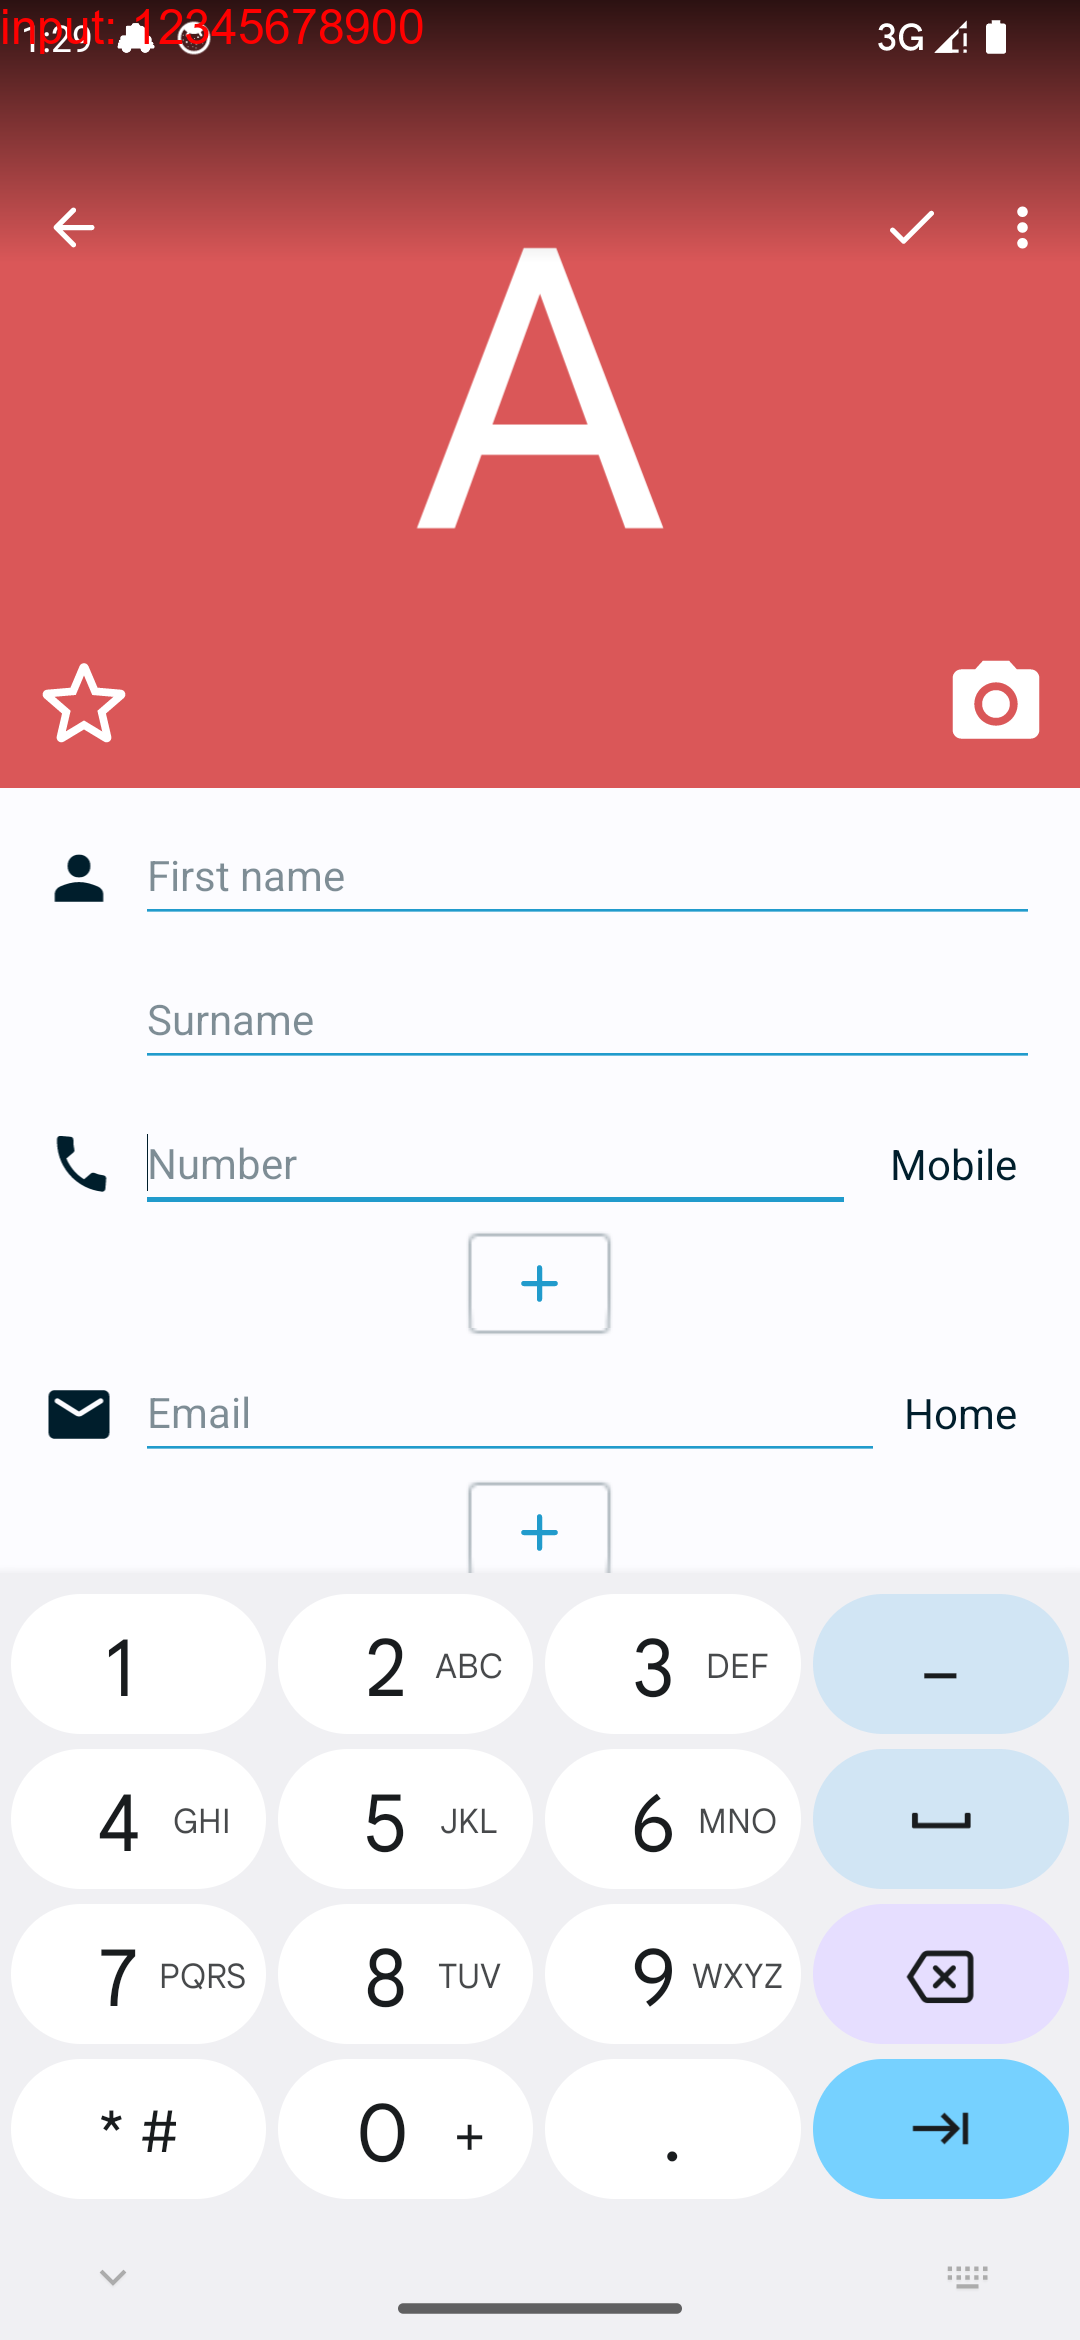 input: 12345678900
1:29
3G
A
First name
Surname
Number
Mobile
+
Email
Home
+
1
2 ABC
3 DEF
–
4 GHI
5 JKL
6 MNO
7 PQRS
8 TUV
9 WXYZ
* #
0 +
.